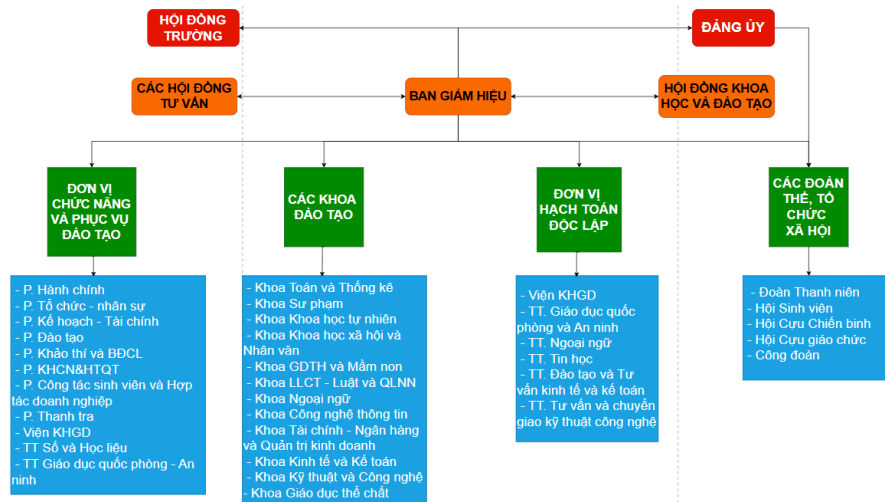 HỘI ĐỒNG
TRƯỜNG
ĐẢNG ỦY
CÁC HỘI ĐỒNG
TƯ VẤN
BAN GIÁM HIỆU
HỘI ĐỒNG KHOA
HỌC VÀ ĐÀO TẠO
ĐƠN VỊ
CHỨC NĂNG
VÀ PHỤC VỤ
ĐÀO TẠO
CÁC KHOA
ĐÀO TẠO
ĐƠN VỊ
HẠCH TOÁN
ĐỘC LẬP
CÁC ĐOÀN
THỂ, TỔ
CHỨC
XÃ HỘI
- P. Hành chính
- P. Tổ chức - nhân sự
- P. Kế hoạch - Tài chính
- P. Đào tạo
- P. Khảo thí và BĐCL
- P. KHCN&HTQT
- P. Công tác sinh viên và Hợp
tác doanh nghiệp
- P. Thanh tra
- Viện KHGD
- TT Số và Học liệu
- TT Giáo dục quốc phòng - An
ninh
- Khoa Toán và Thống kê
- Khoa Sư phạm
- Khoa Khoa học tự nhiên
- Khoa Khoa học xã hội và
Nhân văn
- Khoa GDTH và Mầm non
- Khoa LLCT - Luật và QLNN
- Khoa Ngoại ngữ
- Khoa Công nghệ thông tin
- Khoa Tài chính - Ngân hàng
và Quản trị kinh doanh
- Khoa Kinh tế và Kế toán
- Khoa Kỹ thuật và Công nghệ
- Khoa Giáo dục thể chất
- Viện KHGD
- TT. Giáo dục quốc
phòng và An ninh
- TT. Ngoại ngữ
- TT. Tin học
- TT. Đào tạo và Tư
vấn kinh tế và kế toán
- TT. Tư vấn và chuyển
giao kỹ thuật công nghệ
- Đoàn Thanh niên
- Hội Sinh viên
- Hội Cựu Chiến binh
- Hội Cựu giáo chức
- Công đoàn